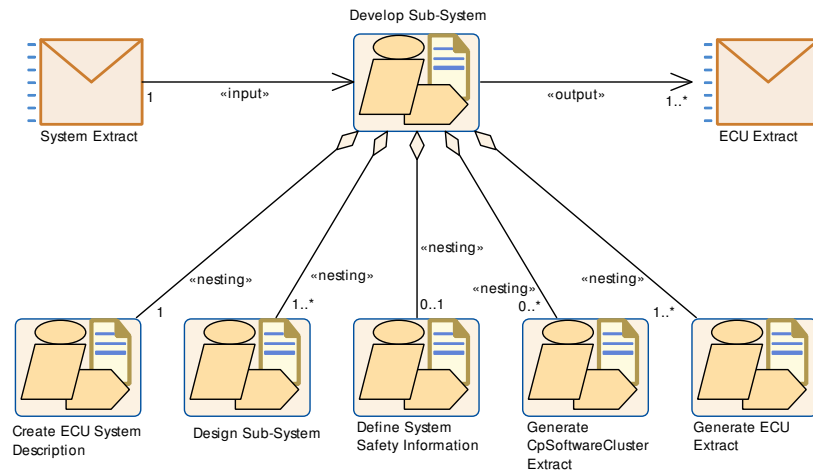 Develop Sub-System
1
«input»
«output»
1..*
System Extract
ECU Extract
«nesting»
«nesting»
«nesting»
«nesting»
«nesting»
1
1..*
0..1
0..*
1..*
Create ECU System
Description
Design Sub-System
Define System
Safety Information
Generate
CpSoftwareCluster
Extract
Generate ECU
Extract